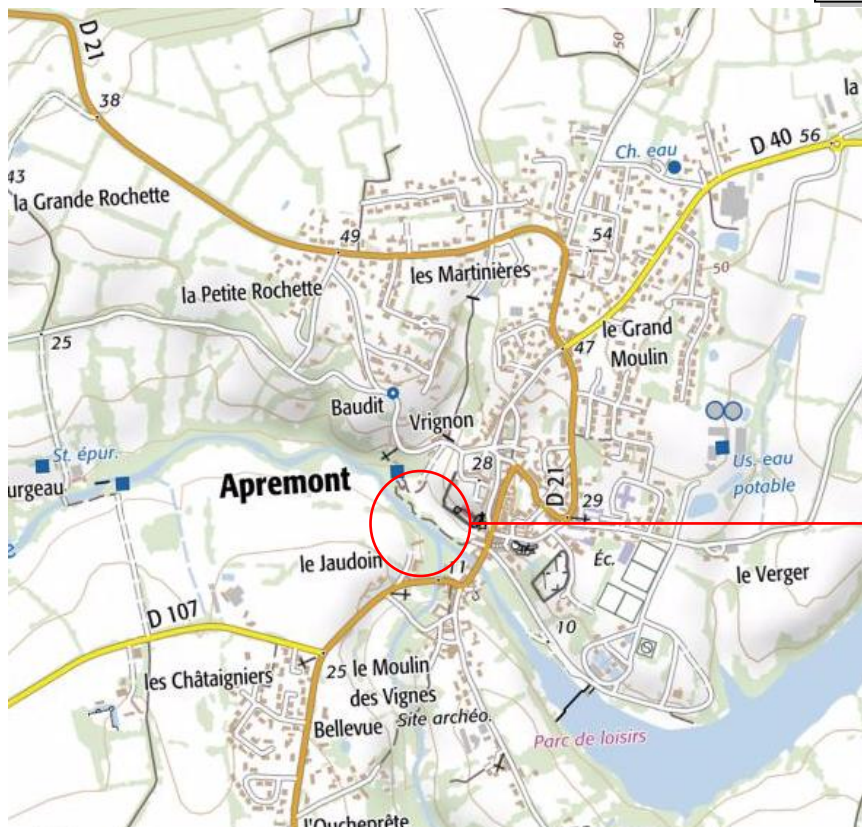 D 21
38
la
D 40
56
Ch. eau
50
43
la Grande Rochette
49
54
les Martinières
50
la Petite Rochette
25
le Grand
Moulin
47
Baudit
Vrignon
St. épur.
28
Us. eau
potable
urgeau
Apremont
D 21
29
le Jaudoin
11
Éc.
le Verger
D 107
10
25
les Châtaigniers
le Moulin
des Vignes
Bellevue
Site archéo.
Parc de loisirs
l'Oucheprête